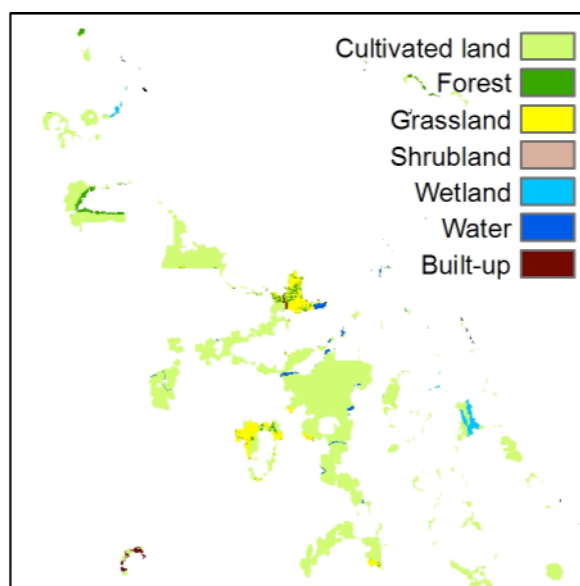 Cultivated land
Forest
Grassland
Shrubland
Wetland
Water
Built-up